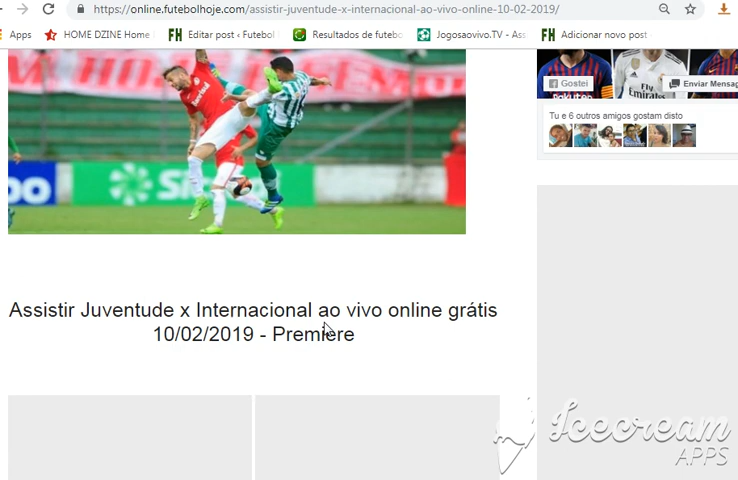 https://online.futebolhoje.com/assistir-juventude-x-internacional-ao-vivo-online-10-02-2019/
Apps
HOME DZINE Home
Editar post ‹ Futebol
Resultados de futebo
JogosaoVivo.TV - Ass
Adicionar novo post
Gostei
Enviar Mensag
Tu e 6 outros amigos gostam disto
Assistir Juventude x Internacional ao vivo online grátis
10/02/2019 - Premiere
Icecream
APPS